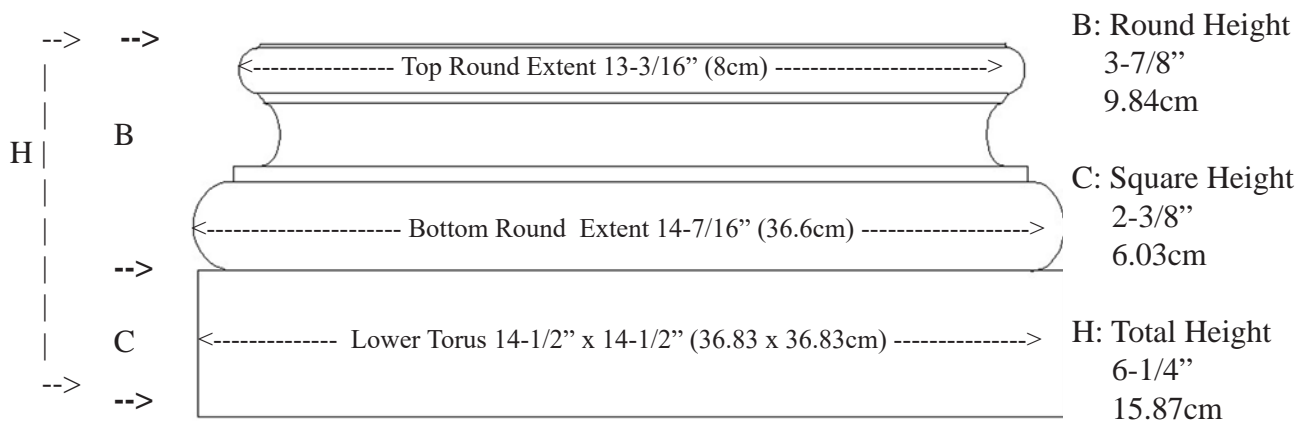 --> --> B: Round Height
<---------------- Top Round Extent 13-3/16” (8cm) ------------------------>
3-7/8”
9.84cm
B
H
C: Square Height
2-3/8”
<--------------------- Bottom Round Extent 14-7/16” (36.6cm) ------------------->
6.03cm
-->
<------------- Lower Torus 14-1/2” x 14-1/2” (36.83 x 36.83cm) --------------->
C
H: Total Height
6-1/4”
-->
-->
15.87cm